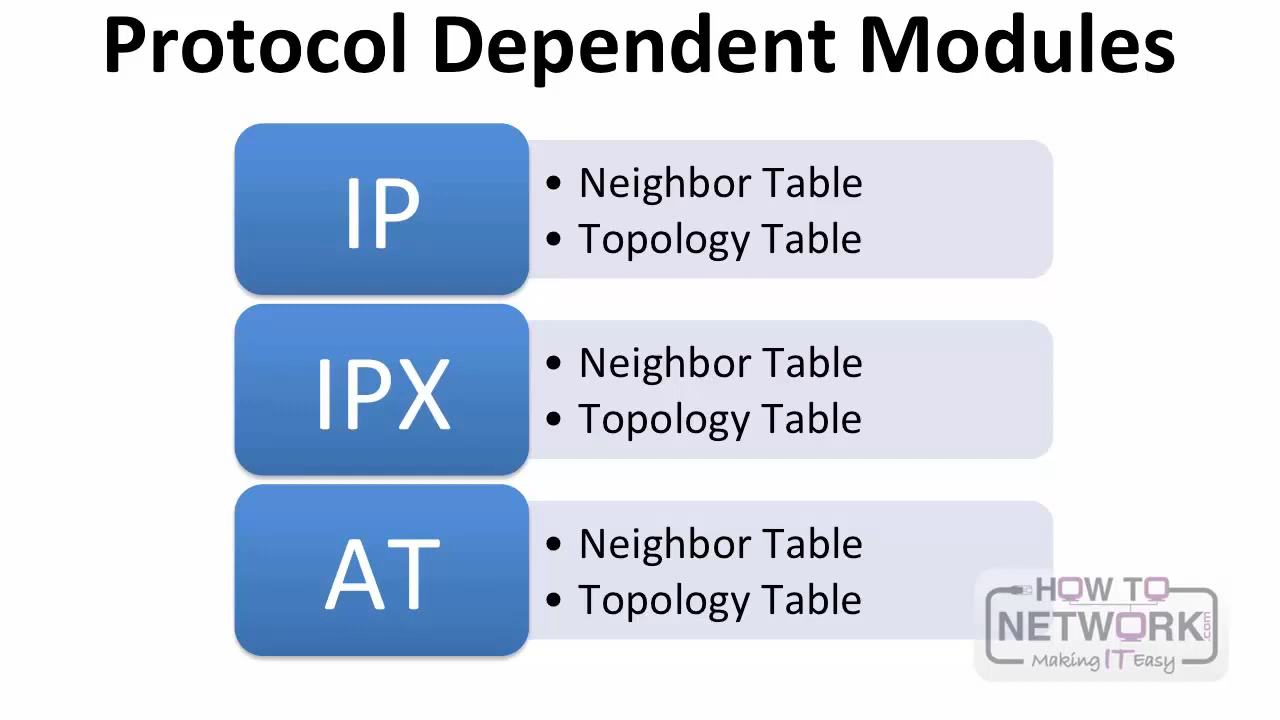 Protocol Dependent Modules
IP
• Neighbor Table
• Topology Table
IPX
• Neighbor Table
• Topology Table
AT
• Neighbor Table
• Topology Table
HOW TO
NETWORK.com
Making IT Easy